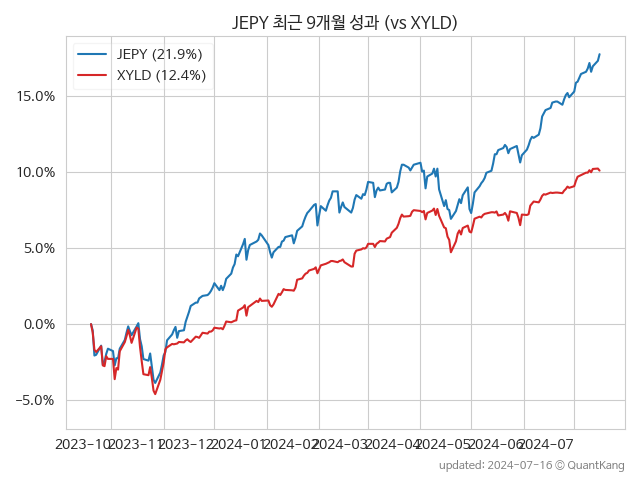 JEPY 최근 9개월 성과 (vs XYLD)
JEPY (21.9%)
XYLD (12.4%)
15.0%
10.0%
5.0%
0.0%
−5.0%
2023-10 2023-11 2023-12 2024-01 2024-02 2024-03 2024-04 2024-05 2024-06 2024-07
updated: 2024-07-16 © QuantKang